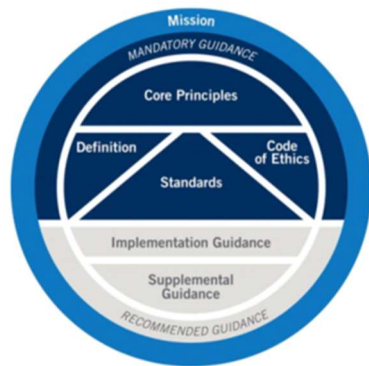 Mission
MANDATORY GUIDANCE
Core Principles
Definition
Code
of Ethics
Standards
Implementation Guidance
Supplemental
Guidance
RECOMMENDED GUIDANCE